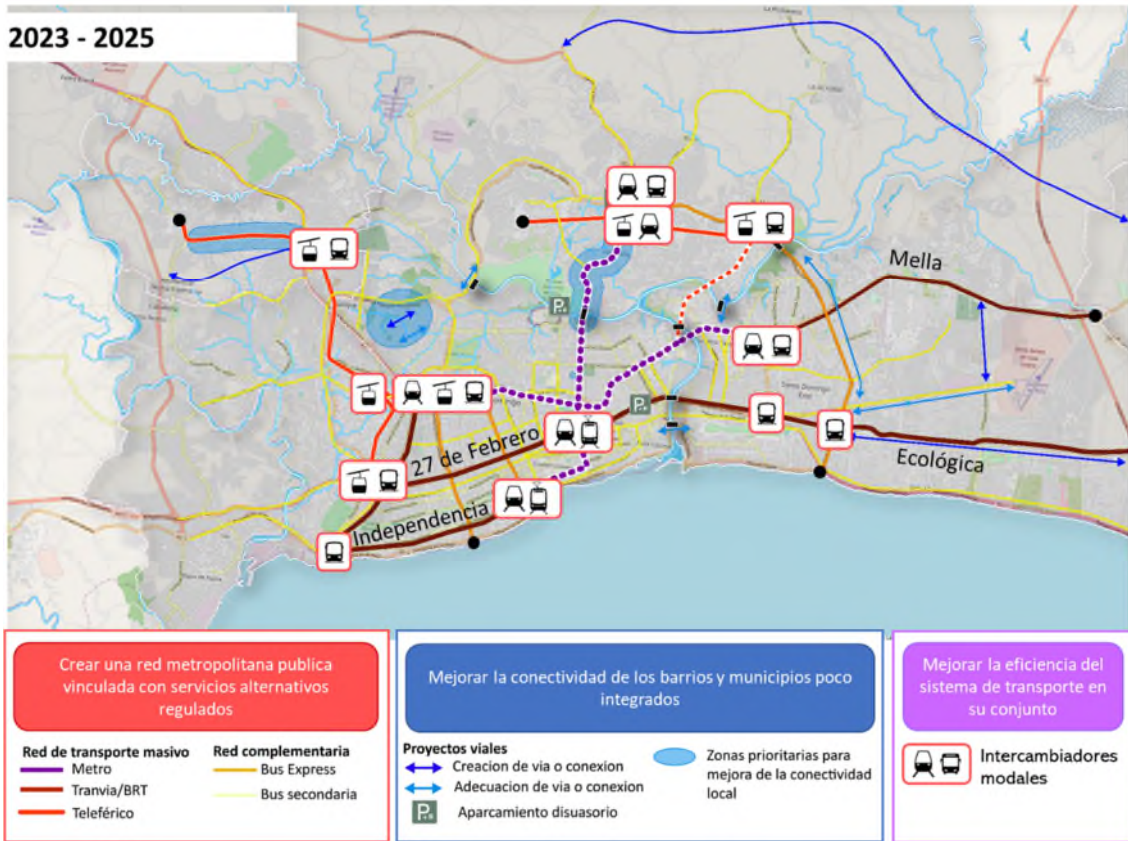 2023 - 2025
Mella
27 de Febrero
Ecológica
Independencia
Crear una red metropolitana publica
vinculada con servicios alternativos
regulados
Red de transporte masivo
Metro
Tranvia/BRT
Teleférico
Red complementaria
Bus Express
Bus secondaria
Mejorar la conectividad de los barrios y municipios poco
integrados
Proyectos viales
Creacion de via o conexion
Adecuacion de via o conexion
Aparcamiento disuasorio
Zonas prioritarias para
mejora de la conectividad
local
Mejorar la eficiencia del
sistema de transporte en
su conjunto
Intercambiadores
modales